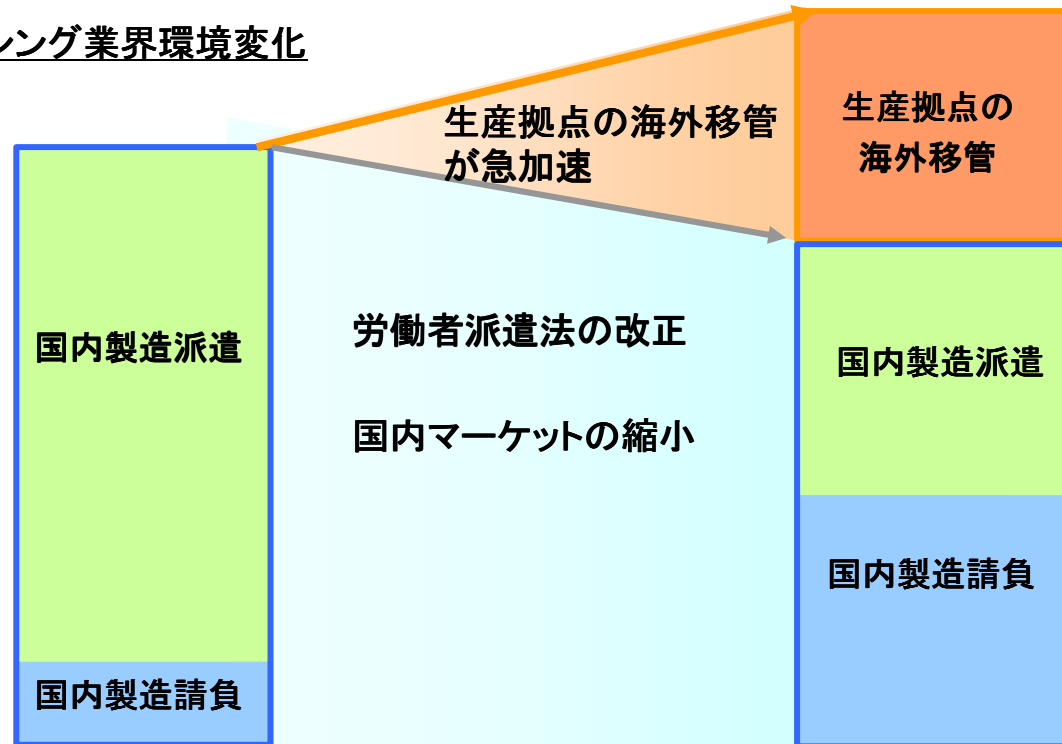 シング業界環境変化
生産拠点の海外移管
が急加速
生産拠点の
海外移管
国内製造派遣
労働者派遣法の改正
国内マーケットの縮小
国内製造派遣
国内製造請負
国内製造請負